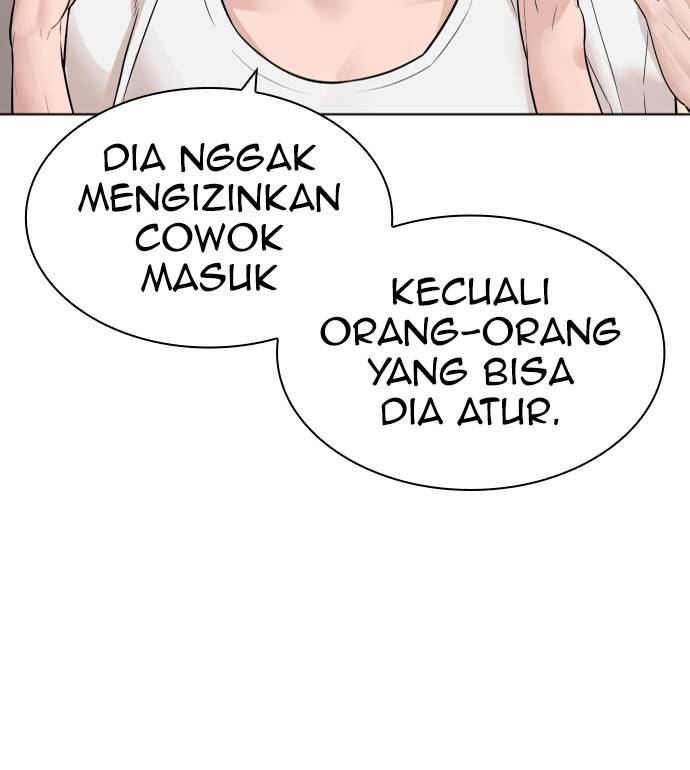 DIA NGGAK
MENGIZINKAN
COWOK
MASUK
KECUALI
ORANG-ORANG
YANG BISA
DIA ATUR.